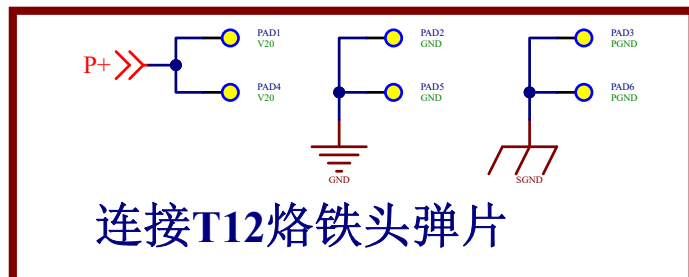 PAD1
V20
PAD2
GND
PAD3
PGND
P+
PAD4
V20
PAD5
GND
PAD6
PGND
GND
SGND
连接T12烙铁头弹片